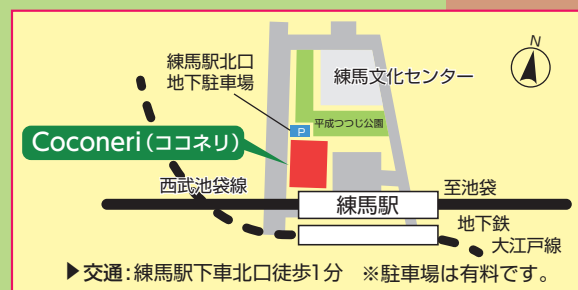 練馬駅北口
地下駐車場
N
練馬文化センター
P
平成つつじ公園
Coconeri（ココネリ）
西武池袋線
至池袋
練馬駅
地下鉄
大江戸線
▶交通：練馬駅下車北口徒歩1分　※駐車場は有料です。